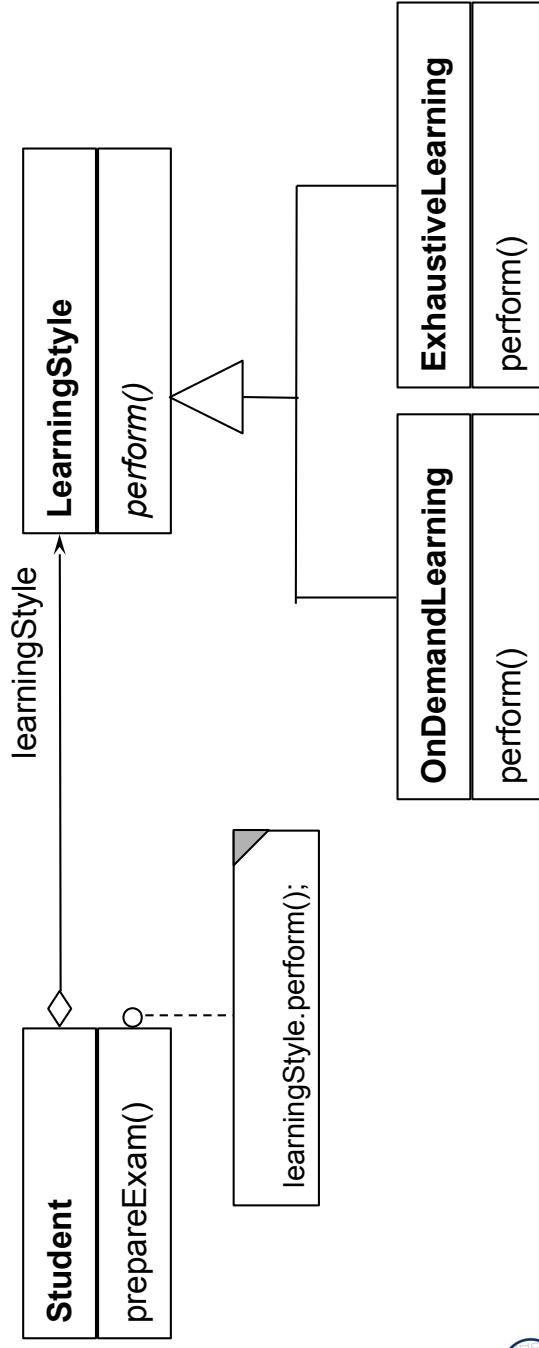 learningStyle
Student
prepareExam()
learningStyle.perform();
LearningStyle
perform()
OnDemandLearning
perform()
ExhaustiveLearning
perform()